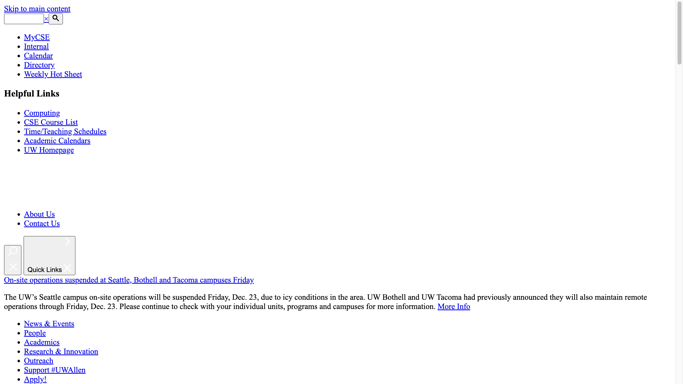 Skip to main content
×
MyCSE
Internal
Calendar
Directory
Weekly Hot Sheet
Helpful Links
Computing
CSE Course List
Time/Teaching Schedules
Academic Calendars
UW Homepage
About Us
Contact Us
Quick Links
On-site operations suspended at Seattle, Bothell and Tacoma campuses Friday
The UW's Seattle campus on-site operations will be suspended Friday, Dec. 23, due to icy conditions in the area. UW Bothell and UW Tacoma had previously announced they will also maintain remote
operations through Friday, Dec. 23. Please continue to check with your individual units, programs and campuses for more information. More Info
News & Events
People
Academics
Research & Innovation
Outreach
Support #UWAllen
Apply!